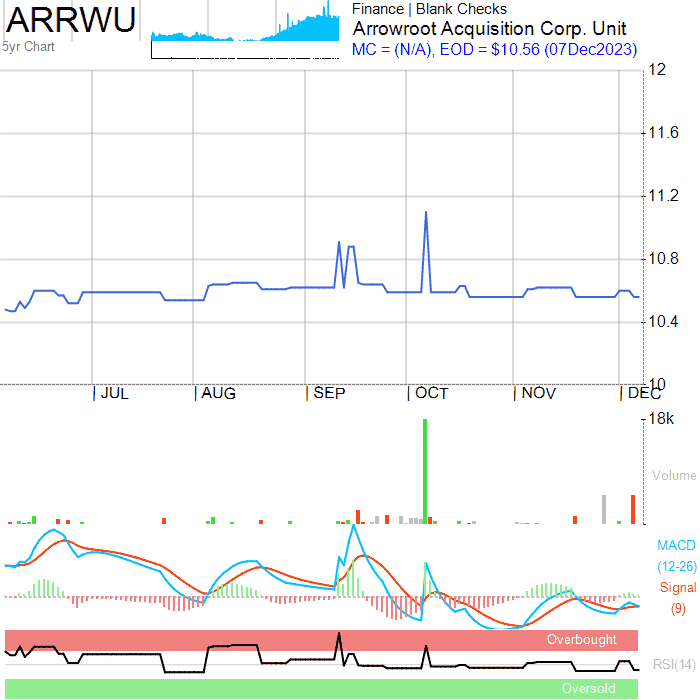 ARRWU
5yr Chart
Finance | Blank Checks
Arrowroot Acquisition Corp. Unit
MC = (N/A), EOD = $10.56 (07Dec2023)
12
11.6
11.2
10.8
10.4
10
JUL
AUG
SEP
OCT
NOV
DEC
18k
Volume
MACD
(12-26)
Signal
(9)
Overbought
RSI(14)
Oversold